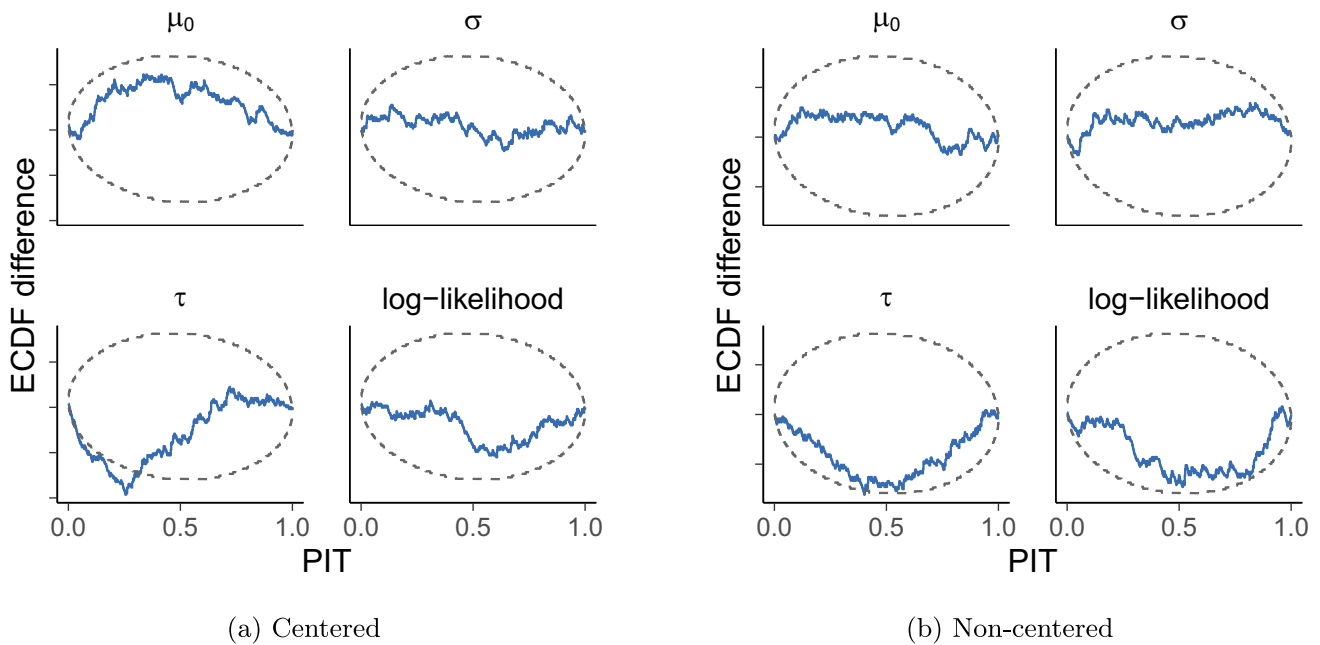 μ0
σ
τ
log−likelihood
ECDF difference
0.0
0.5
1.0
0.0
0.5
1.0
PIT
(a) Centered
μ0
σ
τ
log−likelihood
ECDF difference
0.0
0.5
1.0
0.0
0.5
1.0
PIT
(b) Non-centered